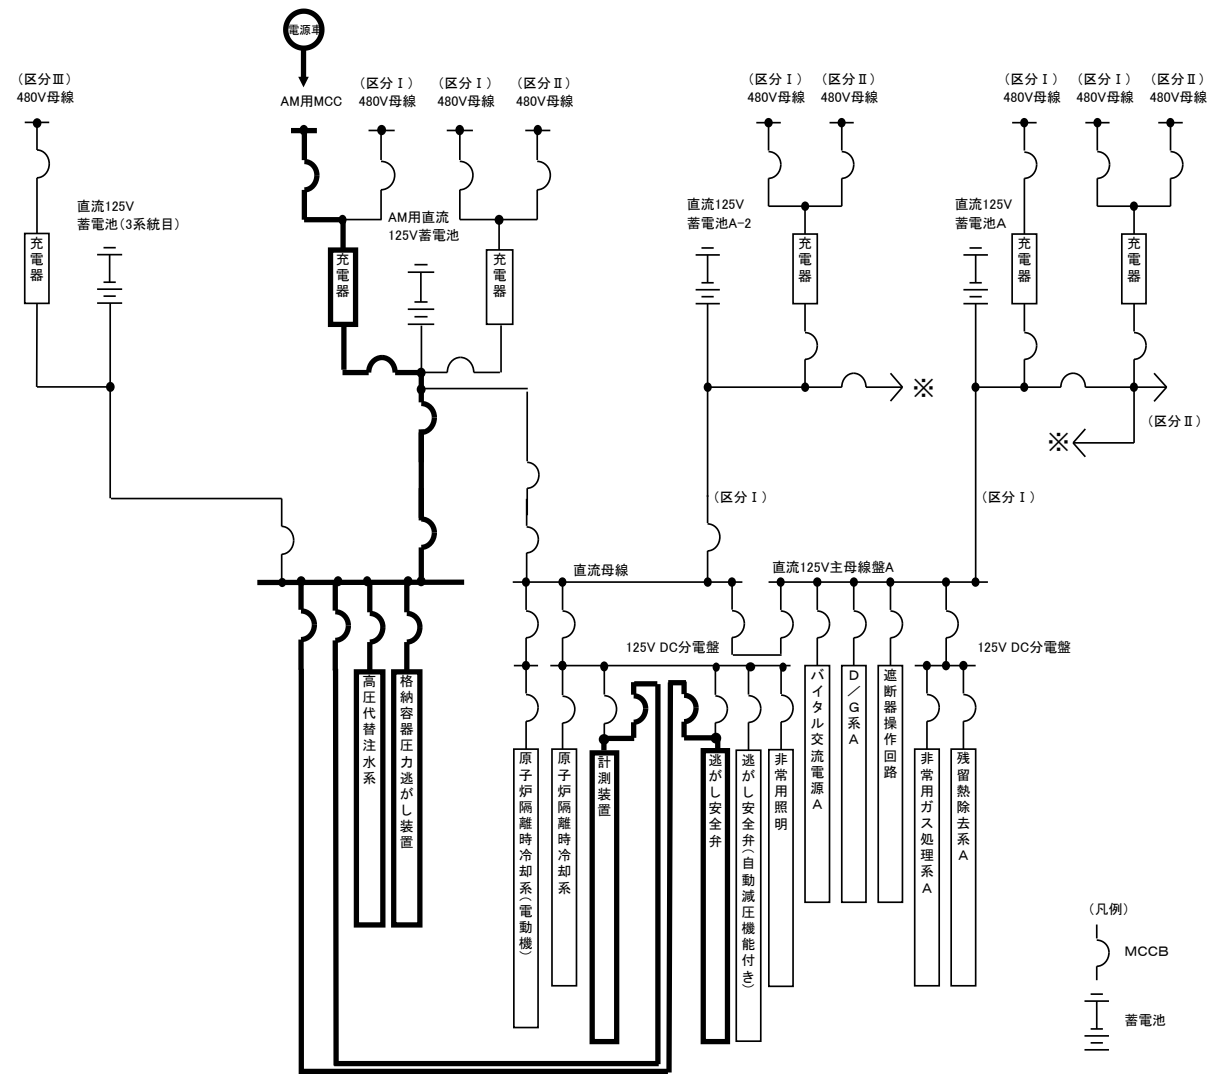 電源車
(区分Ⅲ)
480V母線
AM用MCC
(区分Ⅰ)
480V母線
(区分Ⅰ)
480V母線
(区分Ⅱ)
480V母線
(区分Ⅰ)
480V母線
(区分Ⅱ)
480V母線
(区分Ⅰ)
480V母線
(区分Ⅰ)
480V母線
(区分Ⅱ)
480V母線
直流125V
蓄電池(3系統目)
AM用直流
125V蓄電池
直流125V
蓄電池A-2
直流125V
蓄電池A
充電器
充電器
充電器
充電器
充電器
充電器
※
※
(区分Ⅱ)
(区分Ⅰ)
(区分Ⅰ)
直流母線
直流125V主母線盤A
125V DC分電盤
125V DC分電盤
高圧代替注水系
格納容器圧力逃がし装置
原子炉隔離時冷却系(電動機)
原子炉隔離時冷却系
計測装置
逃がし安全弁
逃がし安全弁(自動減圧機能付き)
非常用照明
バイタル交流電源A
D/G系A
遮断器操作回路
非常用ガス処理系A
残留熱除去系A
(凡例)
MCCB
蓄電池